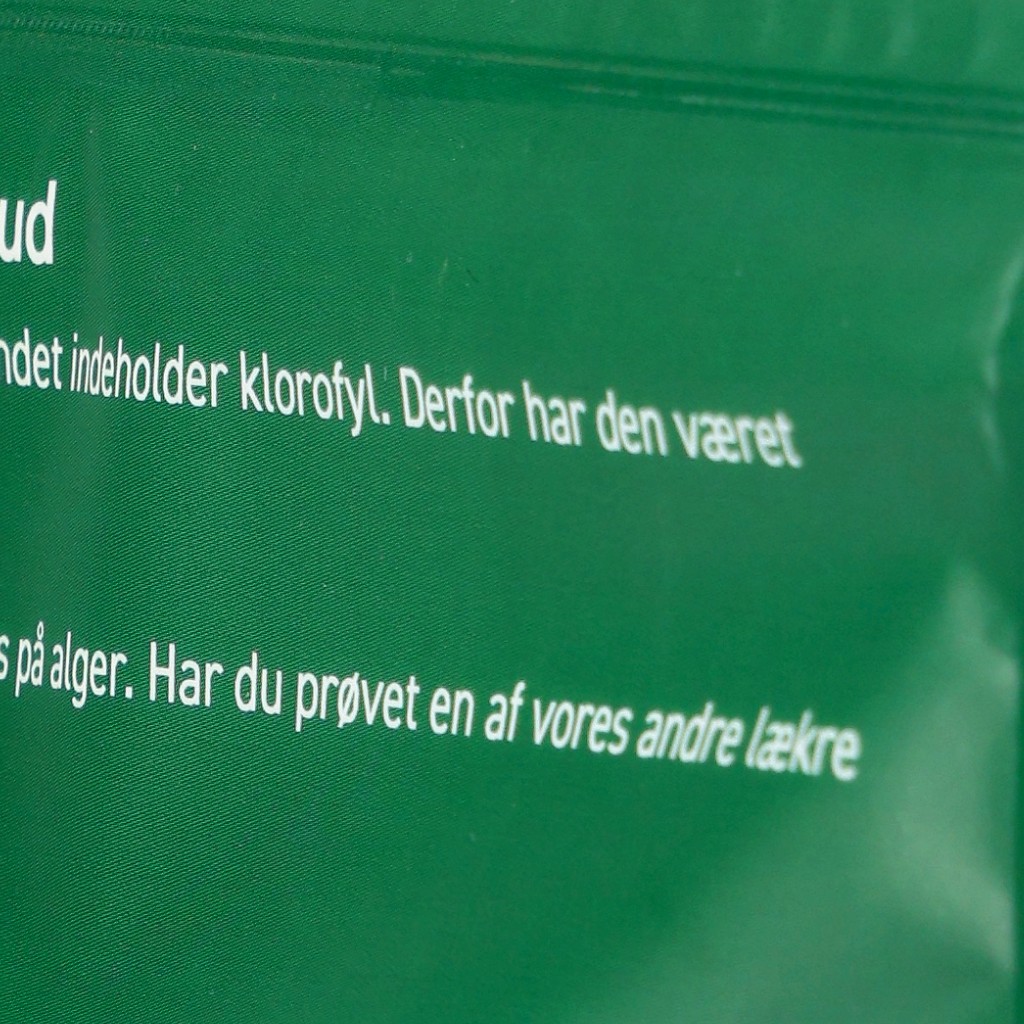 ud
ndet indeholder klorofyl. Derfor har den været
s på alger. Har du prøvet en af vores andre lækre